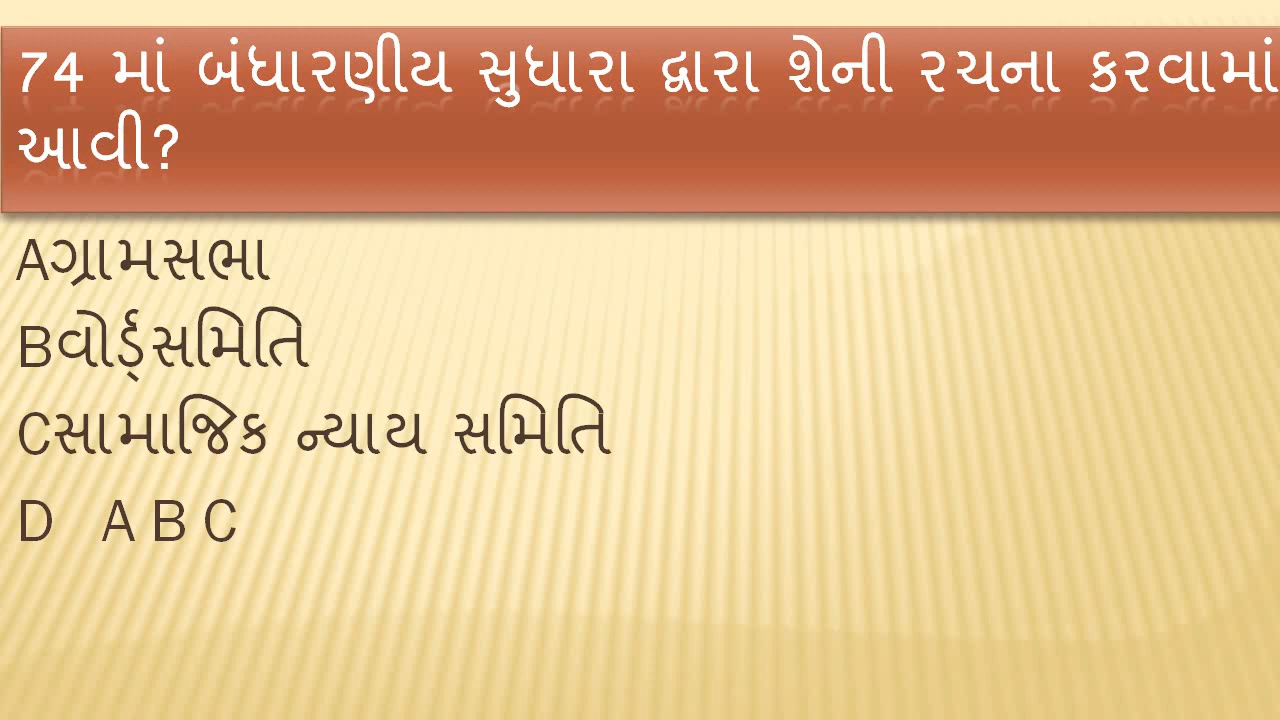 74 માં બંધારણીય સુધારા દ્વારા શેની રચના કરવામાં
આવી?
Aગ્રામસભા
Bવોર્ડ્સમિતિ
Cસામાજિક ન્યાય સમિતિ
D A B C